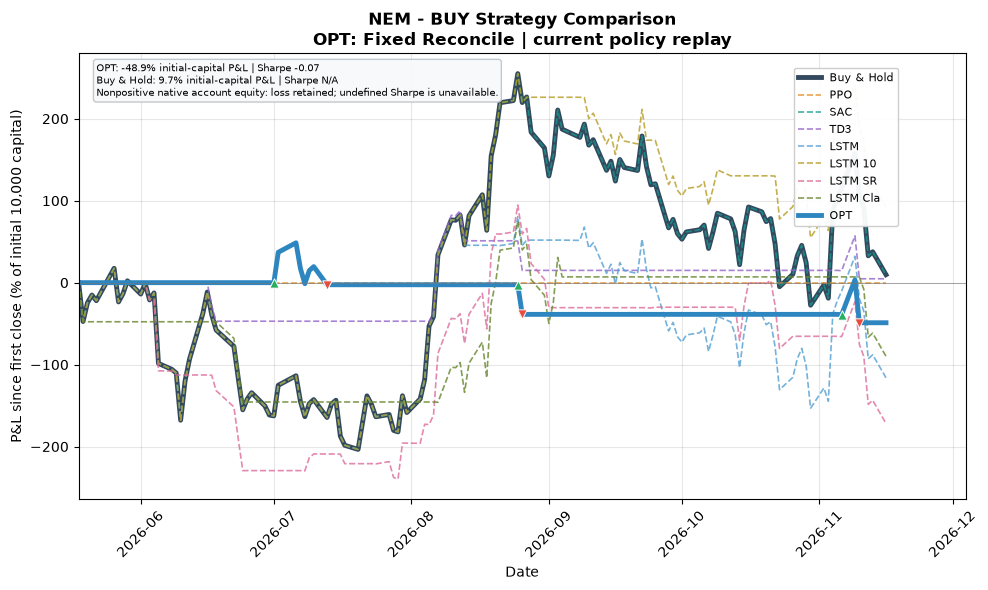 NEM - BUY Strategy Comparison
OPT: Fixed Reconcile | current policy replay
OPT: -48.9% initial-capital P&L | Sharpe -0.07
Buy & Hold: 9.7% initial-capital P&L | Sharpe N/A
Nonpositive native account equity: loss retained; undefined Sharpe is unavailable.
Buy & Hold
PPO
SAC
TD3
LSTM
LSTM 10
LSTM SR
LSTM Cla
OPT
P&L since first close (% of initial 10,000 capital)
200
100
0
−100
−200
2026-06
2026-07
2026-08
2026-09
2026-10
2026-11
2026-12
Date